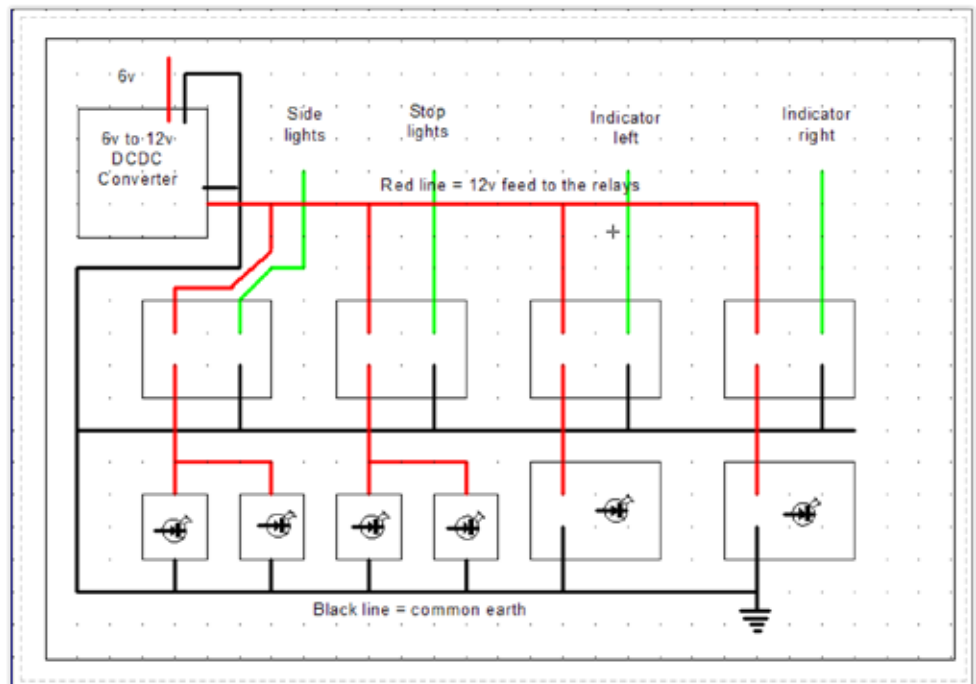 6v
6v to 12v
DCDC
Converter
Side
lights
Stop
lights
Indicator
left
Indicator
right
Red line = 12v feed to the relays
Black line = common earth